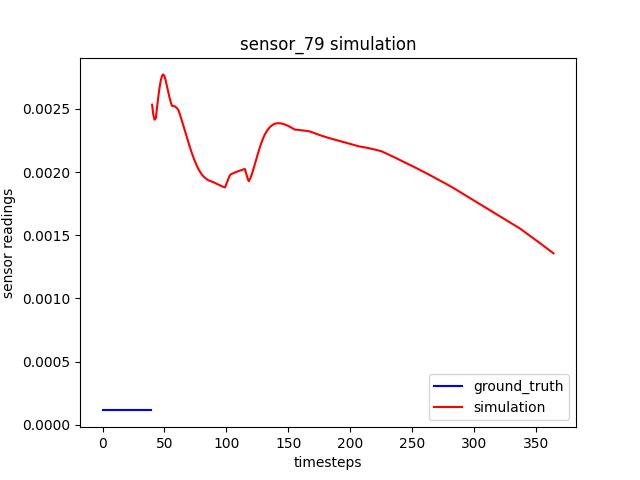 sensor_79 simulation
sensor readings
0.0025
0.0020
0.0015
0.0010
0.0005
0.0000
0 50 100 150 200 250 300 350
timesteps
ground_truth
simulation